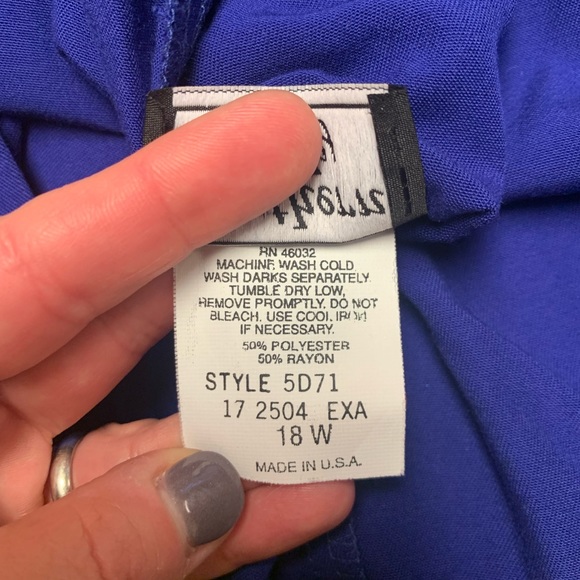 RN 46032
MACHINE WASH COLD
WASH DARKS SEPARATELY.
TUMBLE DRY LOW,
REMOVE PROMPTLY. DO NOT
BLEACH. USE COOL IRON
IF NECESSARY.
50% POLYESTER
50% RAYON
STYLE 5D71
17 2504 EXA
18 W
MADE IN U.S.A.